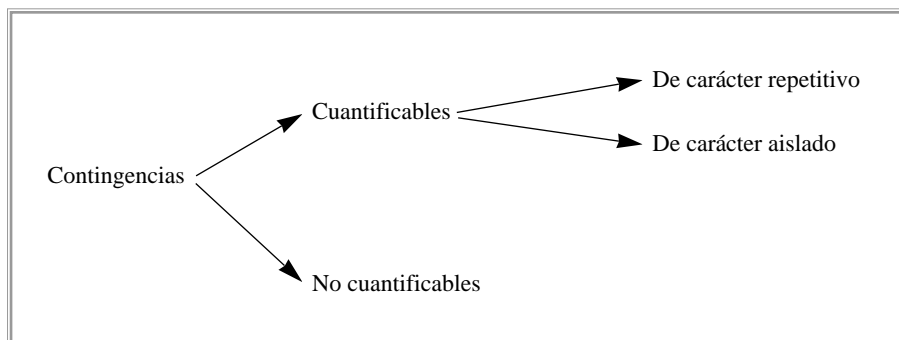 De carácter repetitivo
Cuantificables
De carácter aislado
Contingencias
No cuantificables